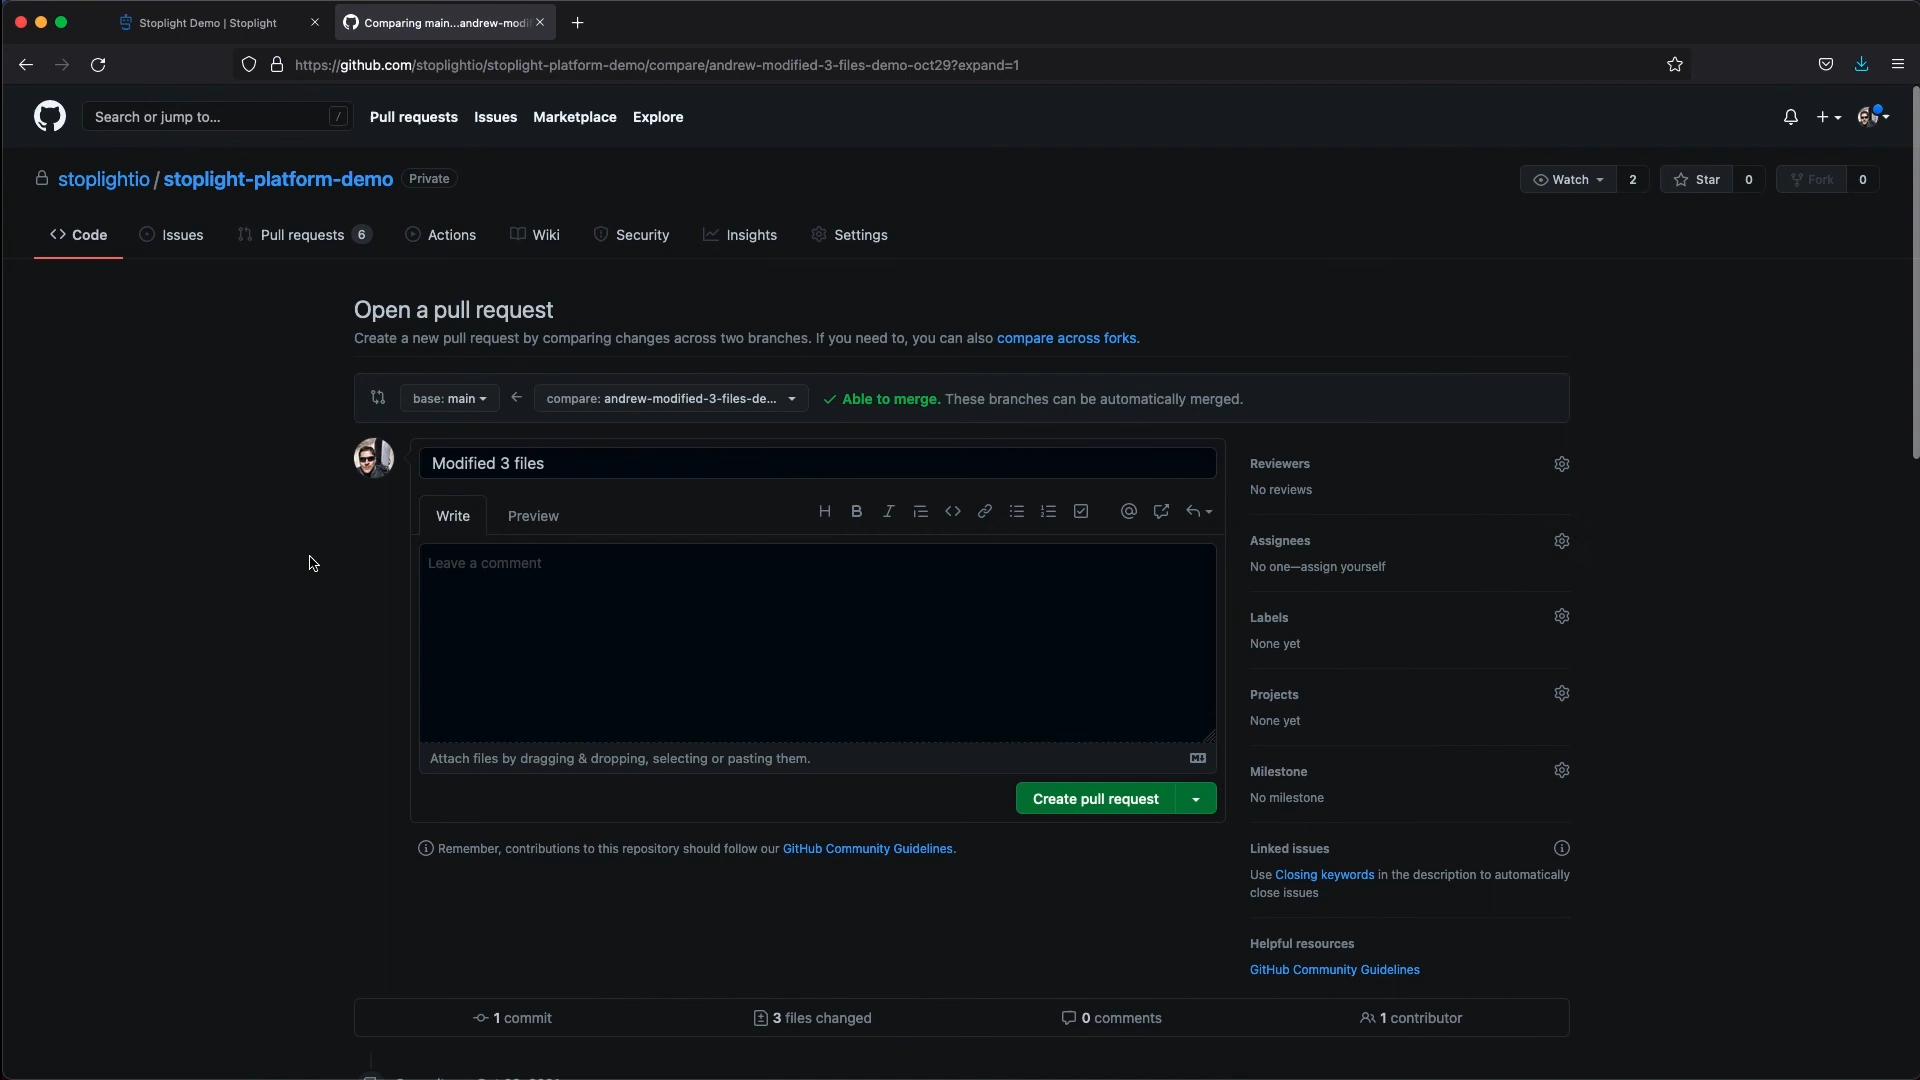 Stoplight Demo | Stoplight
Comparing main...andrew-modi
https://github.com/stoplightio/stoplight-platform-demo/compare/andrew-modified-3-files-demo-oct29?expand=1
Search or jump to... /
Pull requests Issues Marketplace Explore
stoplightio / stoplight-platform-demo Private
Watch 2 Star 0 Fork 0
Code Issues Pull requests 6 Actions Wiki Security Insights Settings
Open a pull request
Create a new pull request by comparing changes across two branches. If you need to, you can also compare across forks.
base: main compare: andrew-modified-3-files-de... Able to merge. These branches can be automatically merged.
Modified 3 files
Write Preview
Leave a comment
Attach files by dragging & dropping, selecting or pasting them.
Create pull request
Remember, contributions to this repository should follow our GitHub Community Guidelines.
Reviewers
No reviews
Assignees
No one—assign yourself
Labels
None yet
Projects
None yet
Milestone
No milestone
Linked issues
Use Closing keywords in the description to automatically
close issues
Helpful resources
GitHub Community Guidelines
1 commit 3 files changed 0 comments 1 contributor